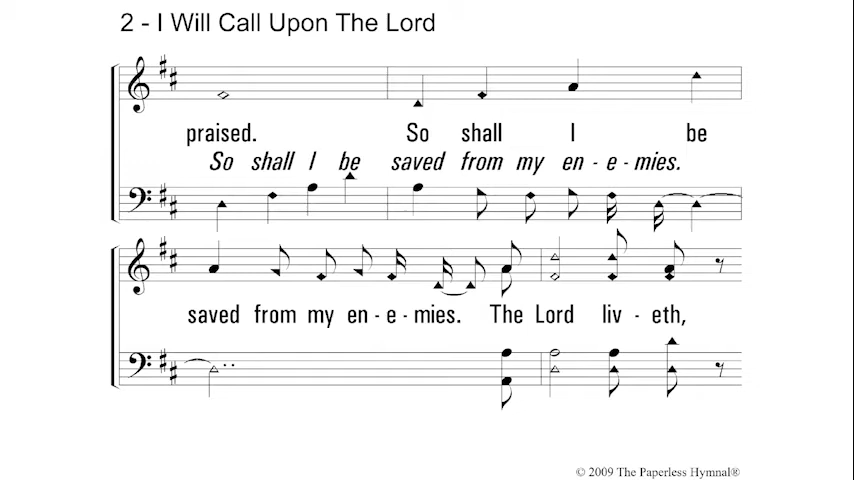 2 - I Will Call Upon The Lord
praised. So shall I be
So shall I be saved from my en - e - mies.
saved from my en - e - mies. The Lord liv - eth,
© 2009 The Paperless Hymnal®